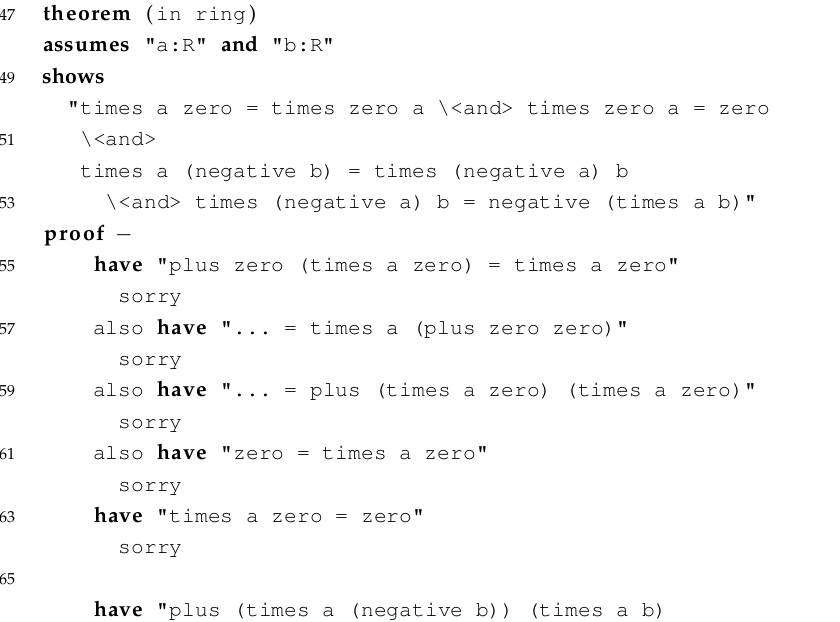 47 theorem (in ring)
assumes "a:R" and "b:R"
49 shows
"times a zero = times zero a \<and> times zero a = zero
51 \<and>
times a (negative b) = times (negative a) b
53 \<and> times (negative a) b = negative (times a b)"
proof −
55 have "plus zero (times a zero) = times a zero"
sorry
57 also have "... = times a (plus zero zero)"
sorry
59 also have "... = plus (times a zero) (times a zero)"
sorry
61 also have "zero = times a zero"
sorry
63 have "times a zero = zero"
sorry
65
have "plus (times a (negative b)) (times a b)